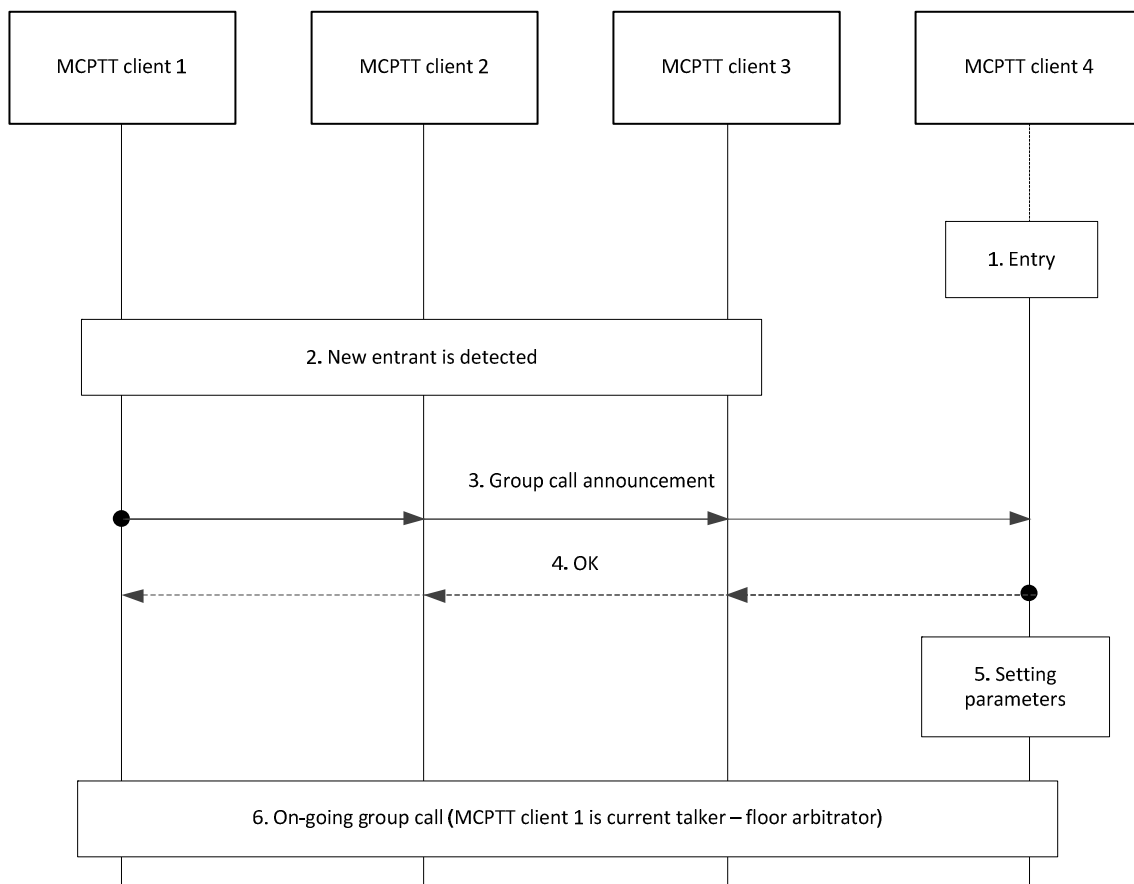 MCPTT client 1
MCPTT client 2
MCPTT client 3
MCPTT client 4
1. Entry
2. New entrant is detected
3. Group call announcement
4. OK
5. Setting
parameters
6. On-going group call (MCPTT client 1 is current talker – floor arbitrator)